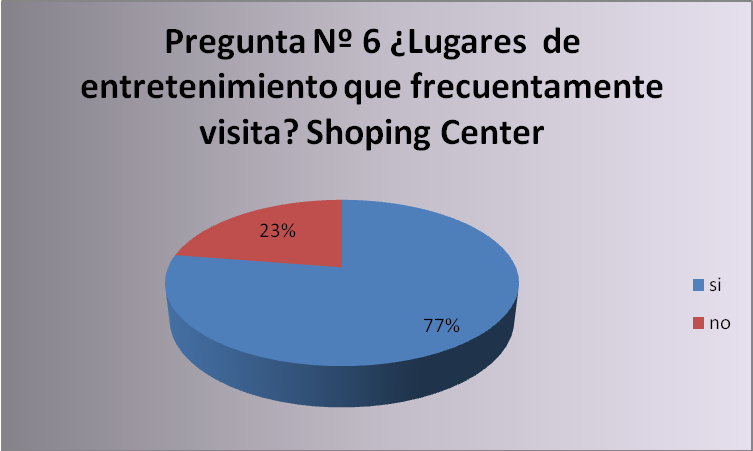 Pregunta Nº 6 ¿Lugares de
entretenimiento que frecuentamente
visita? Shoping Center
23%
77%
si
no